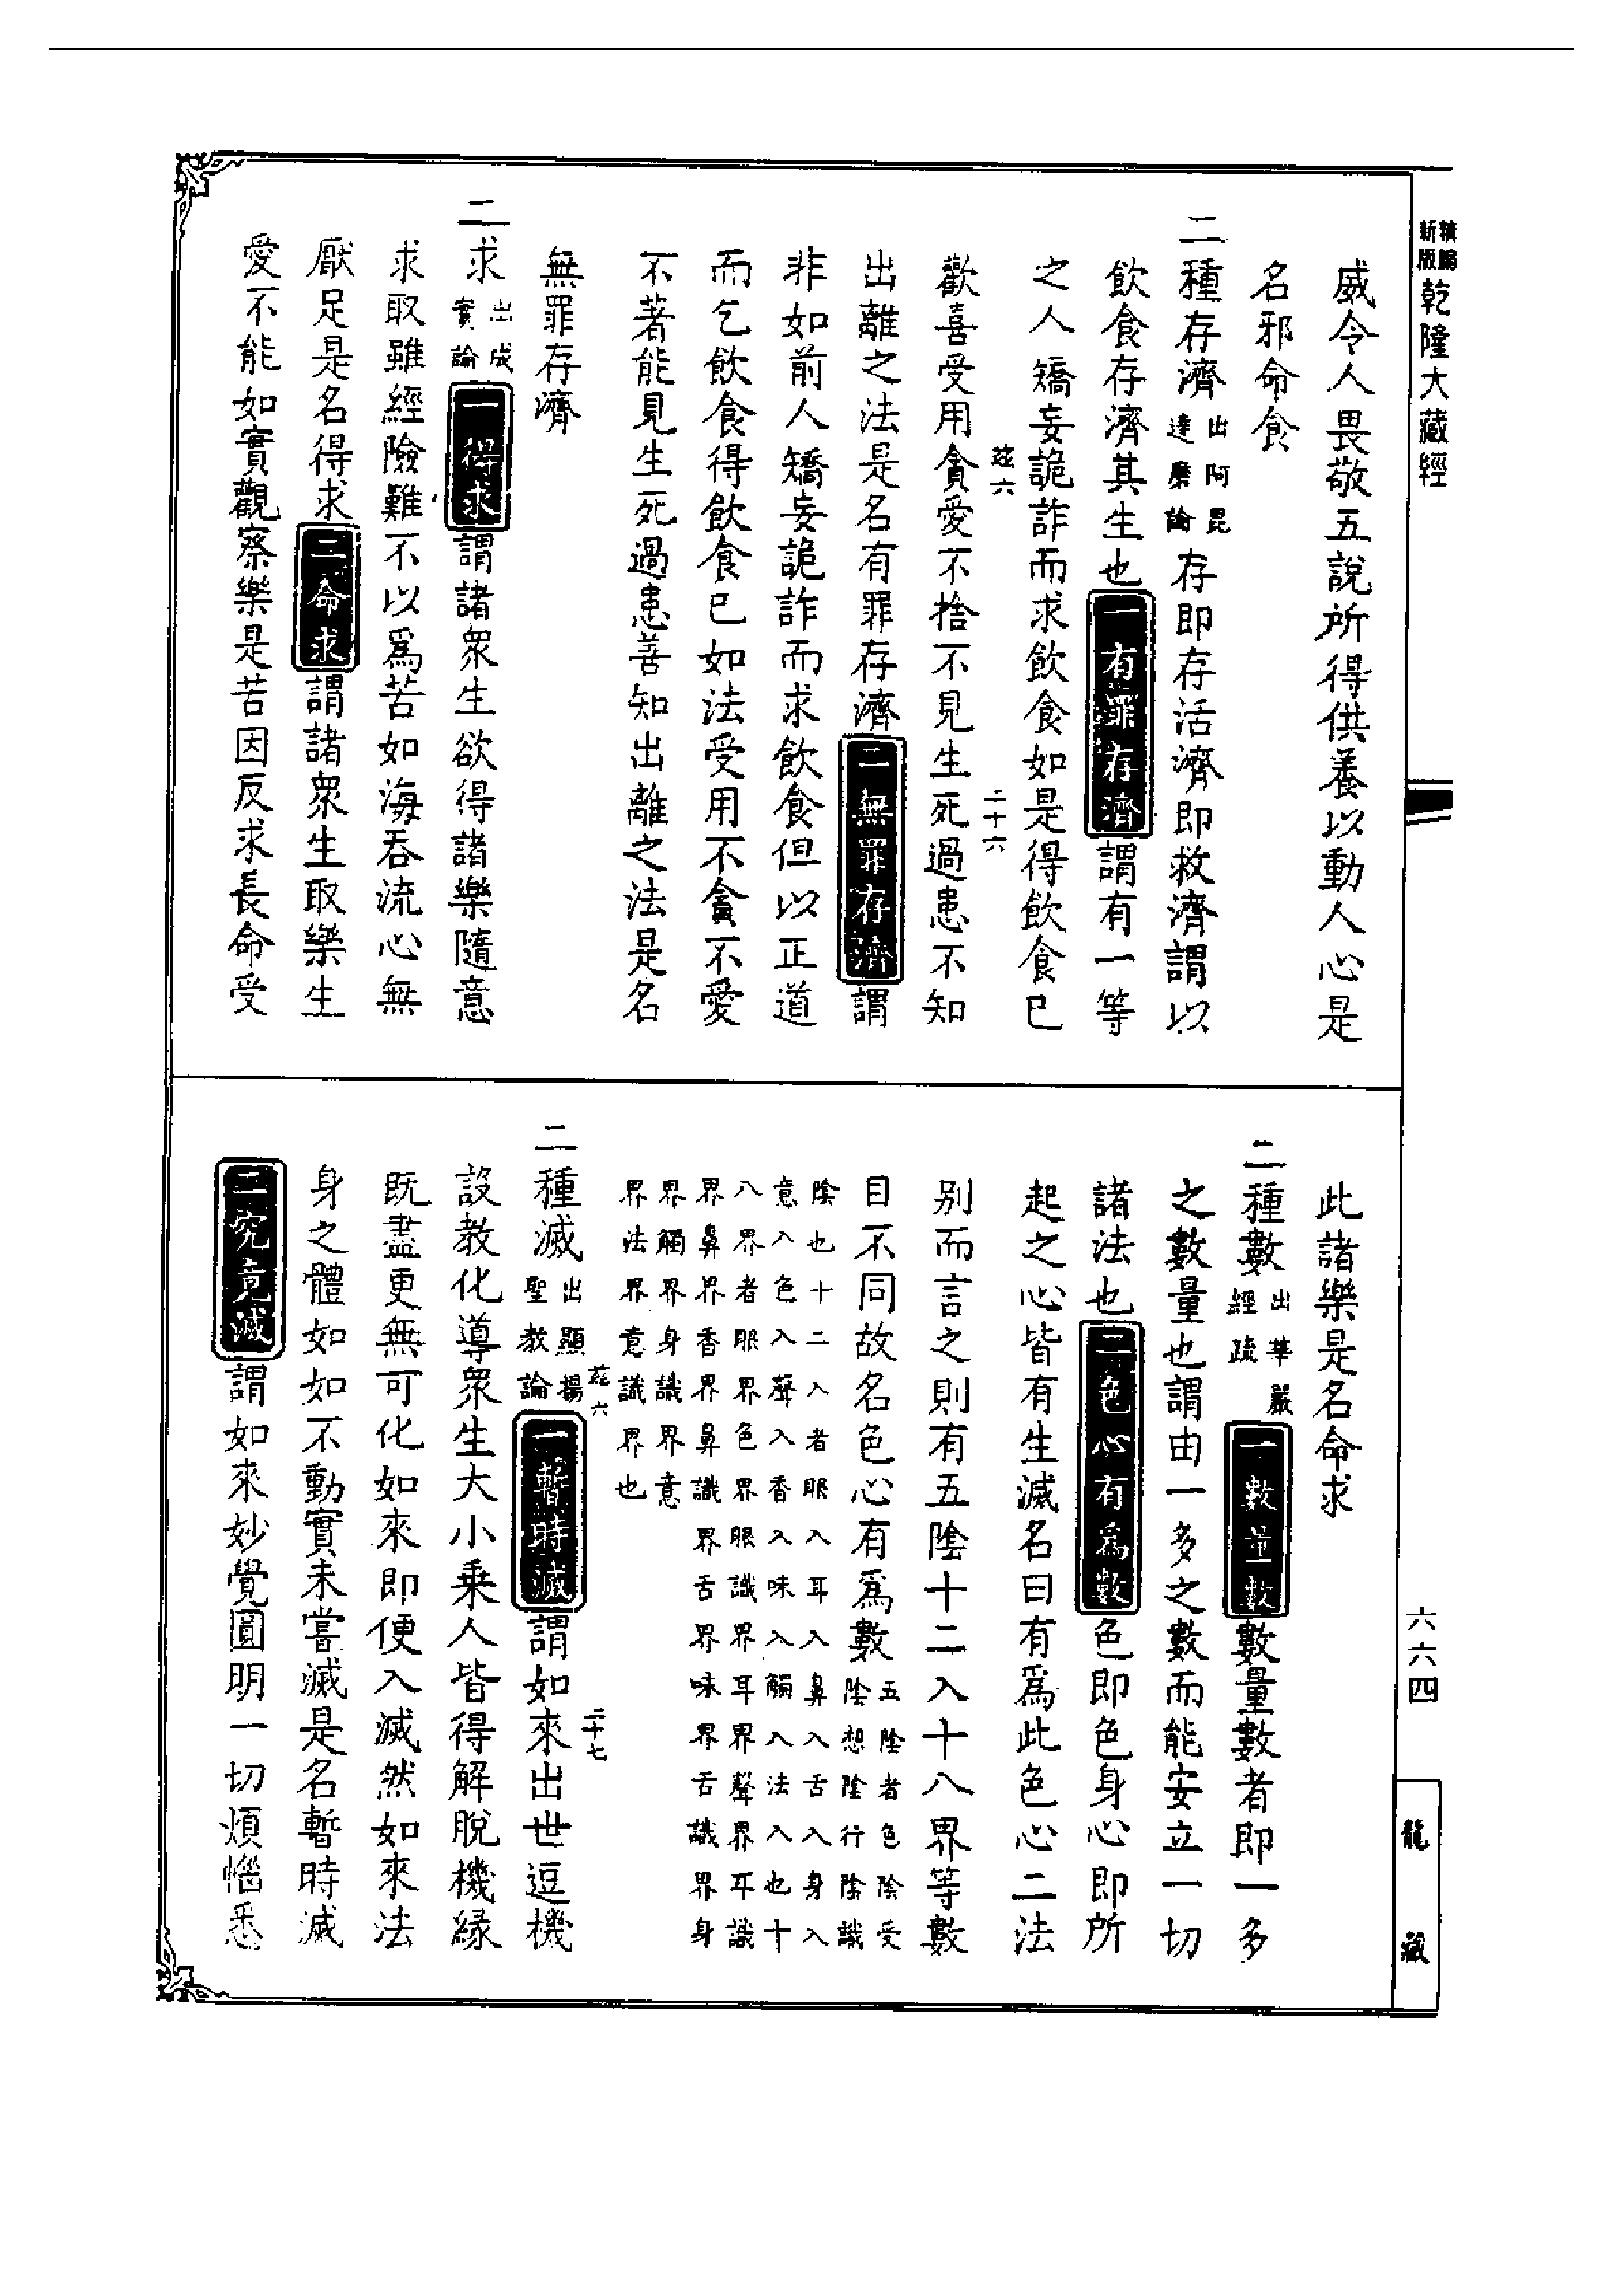 精編
新版
乾隆大藏經
六六四
龍藏
威令人畏敬五說所得供養以動人心是
名邪命食
二種存濟出阿毘達磨論存即存活濟即救濟謂以
飲食存濟其生也一有罪存濟謂有一等
之人矯妄詭詐而求飲食如是得飲食已
茲六 二十六
歡喜受用貪愛不捨不見生死過患不知
出離之法是名有罪存濟二無罪存濟謂
非如前人矯妄詭詐而求飲食但以正道
而乞飲食得飲食已如法受用不貪不愛
不著能見生死過患善知出離之法是名
無罪存濟
二求出成實論一得求謂諸眾生欲得諸樂隨意
求取雖經險難不以為苦如海吞流心無
厭足是名得求二命求謂諸眾生取樂生
愛不能如實觀察樂是苦因反求長命受
此諸樂是名命求
二種數出華嚴經疏一數量數數量數者即一多
之數量也謂由一多之數而能安立一切
諸法也二色心有為數色即色身心即所
起之心皆有生滅名曰有為此色心二法
別而言之則有五陰十二入十八界等數
目不同故名色心有為數五陰者色陰受
陰想陰行陰識
陰也十二入者眼入耳入鼻入舌入身入
意入色入聲入香入味入觸入法入也十
八界者眼界色界眼識界耳界聲界耳識
界鼻界香界鼻識界舌界味界舌識界身
界觸界身識界意
界法界意識界也
茲六 二十七
二種滅出顯揚聖教論一暫時滅謂如來出世逗機
設教化導眾生大小乘人皆得解脫機緣
既盡更無可化如來即便入滅然如來法
身之體如如不動實未嘗滅是名暫時滅
二究竟滅謂如來妙覺圓明一切煩惱悉